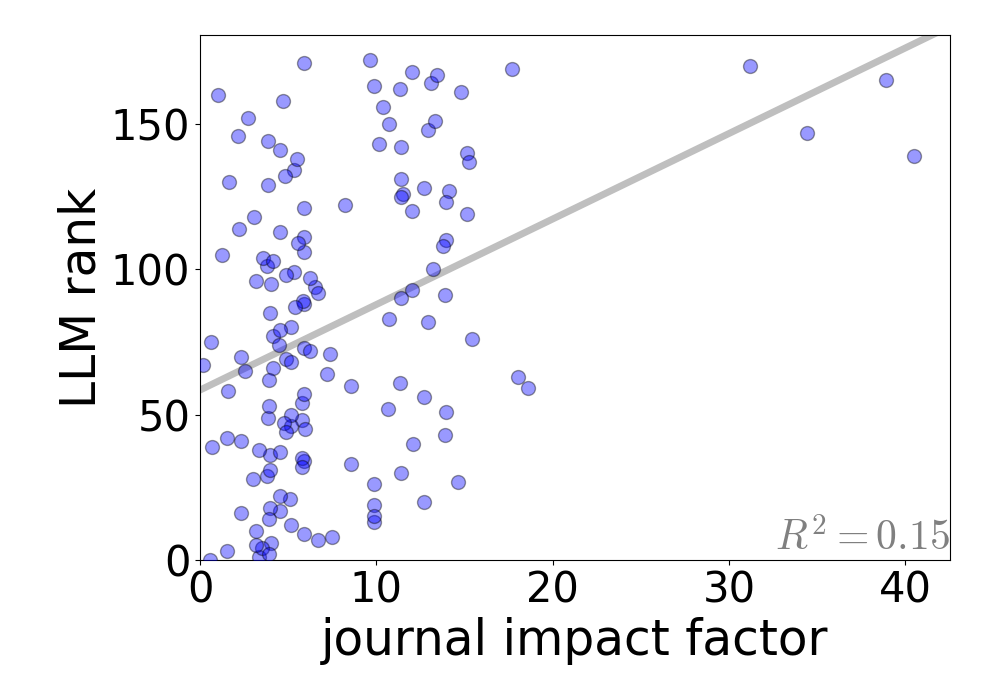 150
100
50
0
LLM rank
R² = 0.15
0 10 20 30 40
journal impact factor